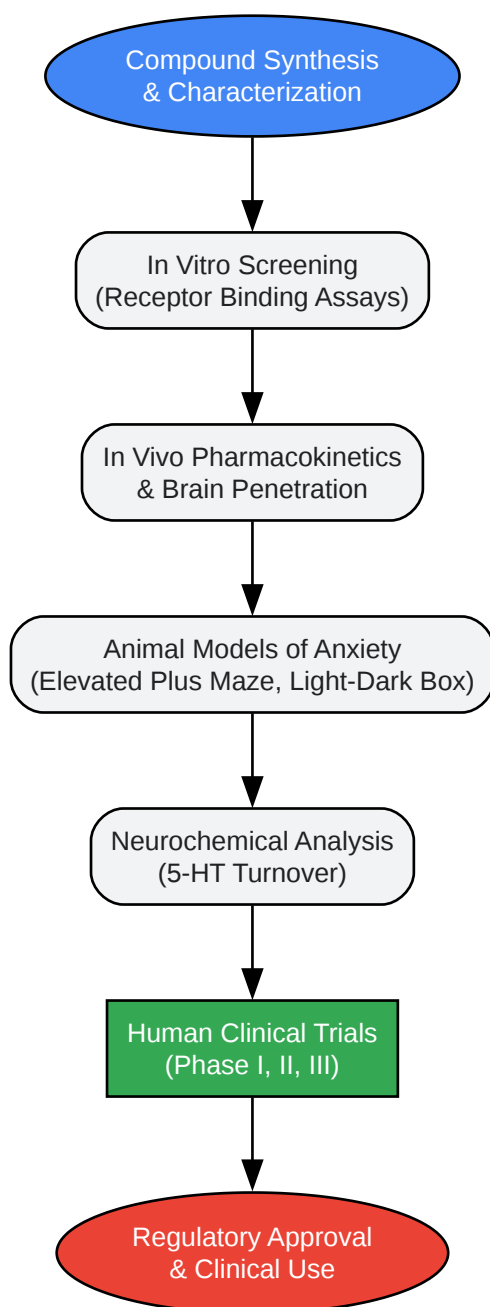 Compound Synthesis
& Characterization
In Vitro Screening
(Receptor Binding Assays)
In Vivo Pharmacokinetics
& Brain Penetration
Animal Models of Anxiety
(Elevated Plus Maze, Light-Dark Box)
Neurochemical Analysis
(5-HT Turnover)
Human Clinical Trials
(Phase I, II, III)
Regulatory Approval
& Clinical Use